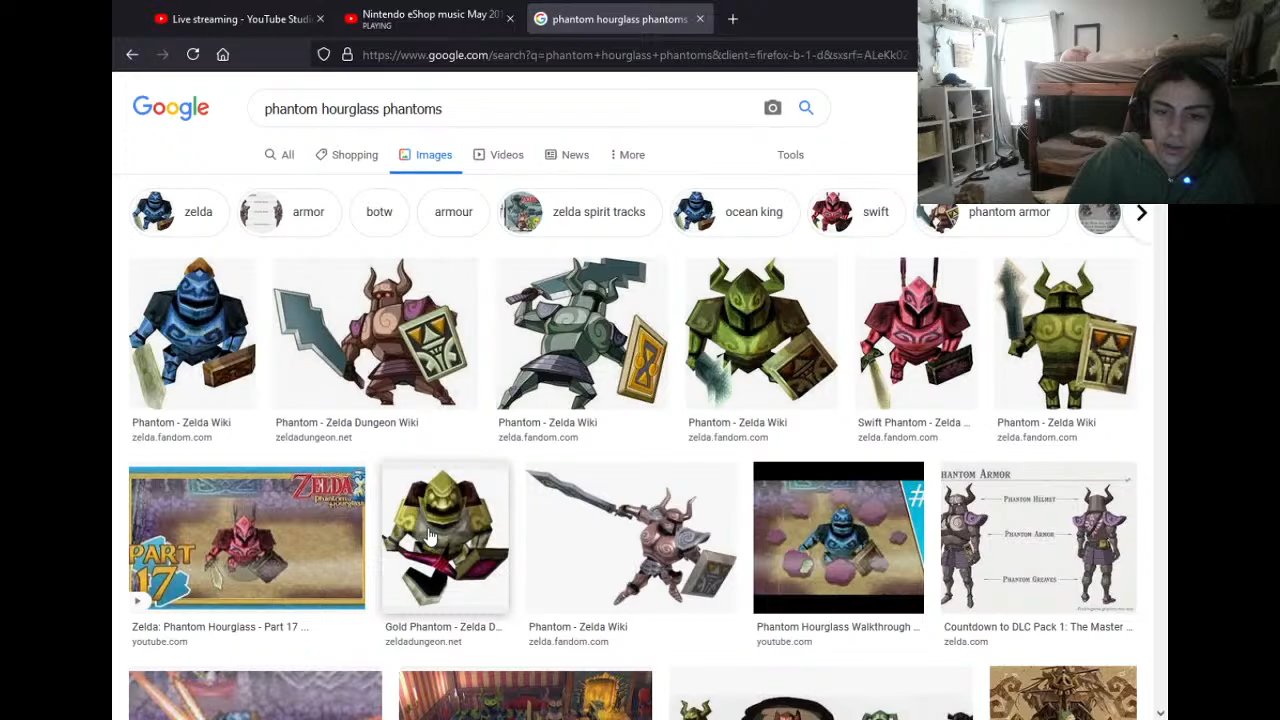 Live streaming - YouTube Studi
Nintendo eShop music May 201
PLAYING
phantom hourglass phantoms
https://www.google.com/search?q=phantom+hourglass+phantoms&client=firefox-b-1-d&sxsrf=ALeKk02
Google
phantom hourglass phantoms
All
Shopping
Images
Videos
News
More
Tools
zelda
armor
botw
armour
zelda spirit tracks
ocean king
swift
phantom armor
Phantom - Zelda Wiki
zelda.fandom.com
Phantom - Zelda Dungeon Wiki
zeldadungeon.net
Phantom - Zelda Wiki
zelda.fandom.com
Phantom - Zelda Wiki
zelda.fandom.com
Swift Phantom - Zelda ...
zelda.fandom.com
Phantom - Zelda Wiki
zelda.fandom.com
ZELDA
PART
17
#
HANTOM ARMOR
PHANTOM HELMET
PHANTOM ARMOR
PHANTOM GREAVES
Zelda: Phantom Hourglass - Part 17 ...
youtube.com
Gold Phantom - Zelda D...
zeldadungeon.net
Phantom - Zelda Wiki
zelda.fandom.com
Phantom Hourglass Walkthrough ...
youtube.com
Countdown to DLC Pack 1: The Master ...
zelda.com